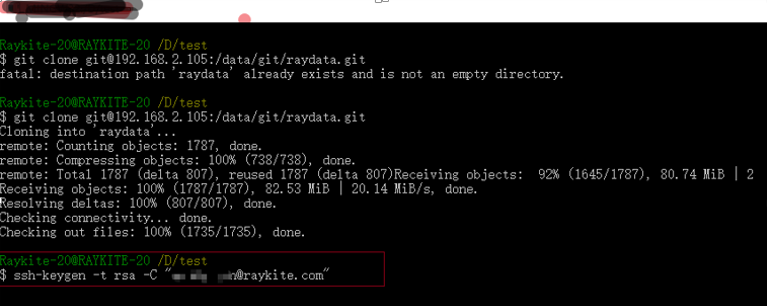 Raykite-20@RAYKITE-20 /D/test
$ git clone git@192.168.2.105:/data/git/raydata.git
fatal: destination path 'raydata' already exists and is not an empty directory.
Raykite-20@RAYKITE-20 /D/test
$ git clone git@192.168.2.105:/data/git/raydata.git
Cloning into 'raydata'...
remote: Counting objects: 1787, done.
remote: Compressing objects: 100% (738/738), done.
remote: Total 1787 (delta 807), reused 1787 (delta 807)Receiving objects:  92% (1645/1787), 80.74 MiB | 2
Receiving objects: 100% (1787/1787), 82.53 MiB | 20.14 MiB/s, done.
Resolving deltas: 100% (807/807), done.
Checking connectivity... done.
Checking out files: 100% (1735/1735), done.
Raykite-20@RAYKITE-20 /D/test
$ ssh-keygen -t rsa -C "@raykite.com"